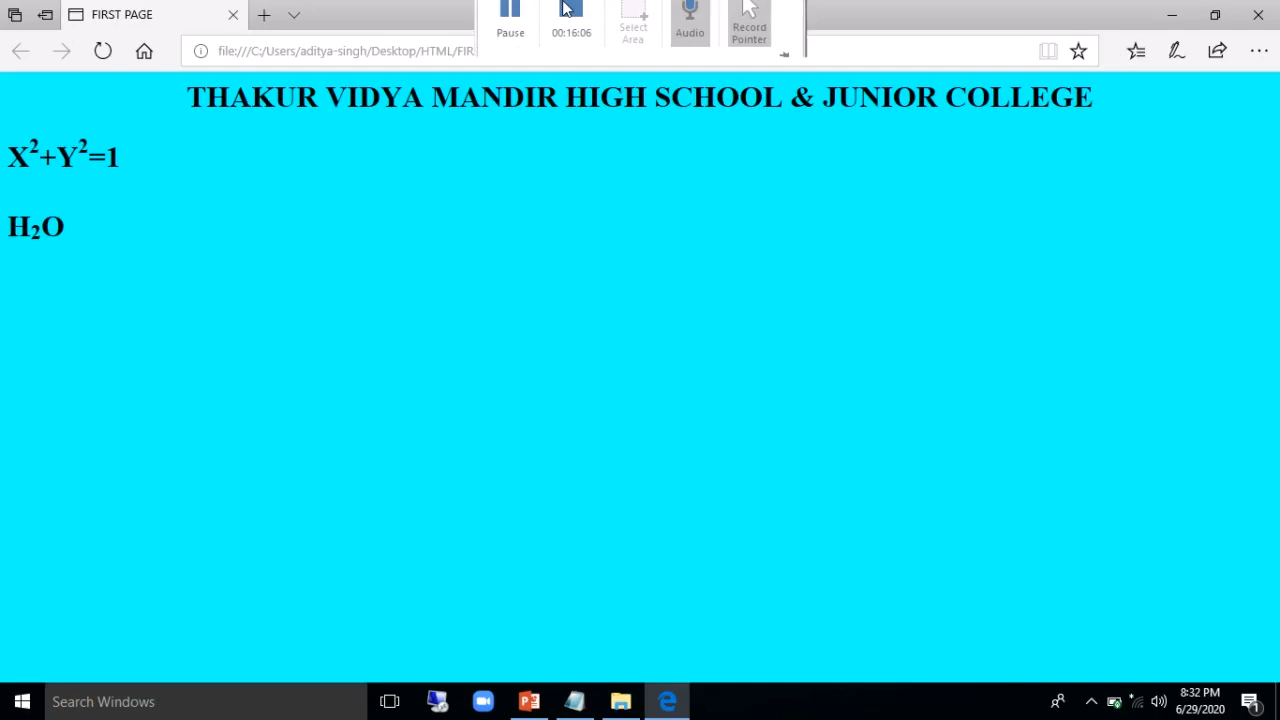 FIRST PAGE
Pause
00:16:06
Select Area
Audio
Record Pointer
file:///C:/Users/aditya-singh/Desktop/HTML/FIR
THAKUR VIDYA MANDIR HIGH SCHOOL & JUNIOR COLLEGE
X²+Y²=1
H₂O
Search Windows
8:32 PM
6/29/2020
1